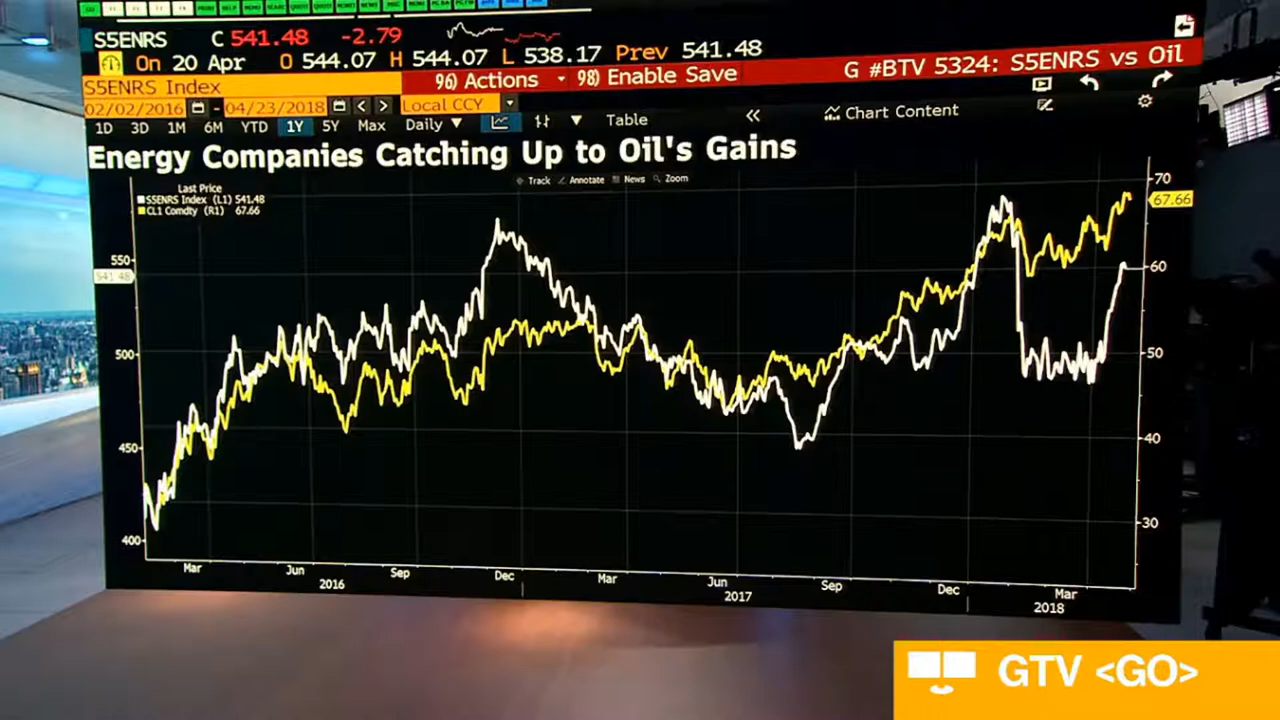 S5ENRS C 541.48 -2.79
On 20 Apr O 544.07 H 544.07 L 538.17 Prev 541.48
S5ENRS Index 96) Actions 98) Enable Save G #BTV 5324: S5ENRS vs Oil
02/02/2016 - 04/23/2018 < > Local CCY
1D 3D 1M 6M YTD 1Y 5Y Max Daily Table « Chart Content
Energy Companies Catching Up to Oil's Gains
Track Annotate News Zoom
Last Price
S5ENRS Index (L1) 541.48
CL1 Comdty (R1) 67.66
70
67.66
550
60
541.48
500
50
450
40
30
400
Mar Jun Sep Dec Mar Jun Sep Dec Mar
2016 2017 2018
GTV <GO>